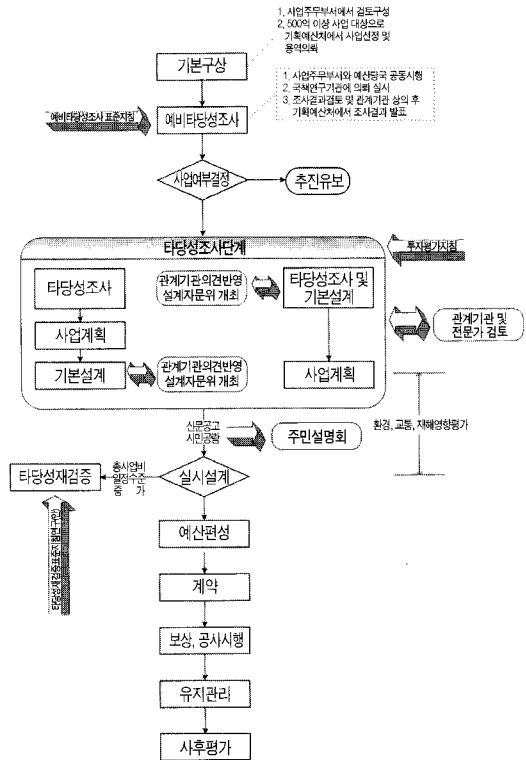 1. 사업주무부서에서 검토구성
2. 500억 이상 사업 대상으로
기획예산처에서 사업선정 및
용역의뢰
기본구상
1. 사업주무부서와 예산당국 공동시행
2. 국책연구기관에 의뢰 실시
3. 조사결과검토 및 관계기관 상의 후
기획예산처에서 조사결과 발표
예비타당성조사 표준지침
예비타당성조사
사업여부결정
추진유보
타당성조사단계
투자평가지침
타당성조사
관계기관의견반영
설계자문위 개최
타당성조사 및
기본설계
사업계획
관계기관 및
전문가 검토
기본설계
관계기관의견반영
설계자문위 개최
사업계획
신문공고
시민공람
주민설명회
환경, 교통, 재해영향평가
타당성재검증
총사업비
일정수준
증 가
실시설계
타당성재검증표준지침(연구안)
예산편성
계약
보상, 공사시행
유지관리
사후평가